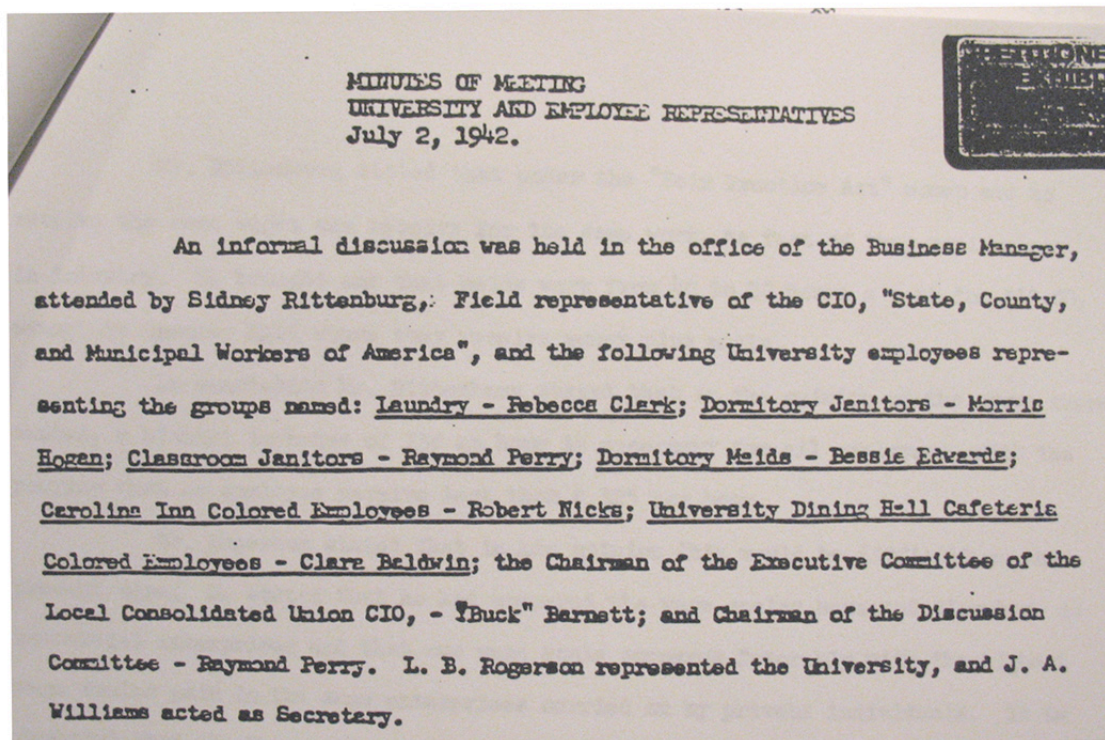 PETITIONE
EXHIBI
MINUTES OF MEETING
UNIVERSITY AND EMPLOYEE REPRESENTATIVES
July 2, 1942.
An informal discussion was held in the office of the Business Manager,
attended by Sidney Rittenburg, Field representative of the CIO, "State, County,
and Municipal Workers of America", and the following University employees repre-
senting the groups named: Laundry - Rebecca Clark; Dormitory Janitors - Morris
Hogan; Classroom Janitors - Raymond Perry; Dormitory Maids - Bessie Edwards;
Carolina Inn Colored Employees - Robert Nicks; University Dining Hall Cafeteria
Colored Employees - Clara Baldwin; the Chairman of the Executive Committee of the
Local Consolidated Union CIO, - "Buck" Barnett; and Chairman of the Discussion
Committee - Raymond Perry. L. B. Rogerson represented the University, and J. A.
Williams acted as Secretary.